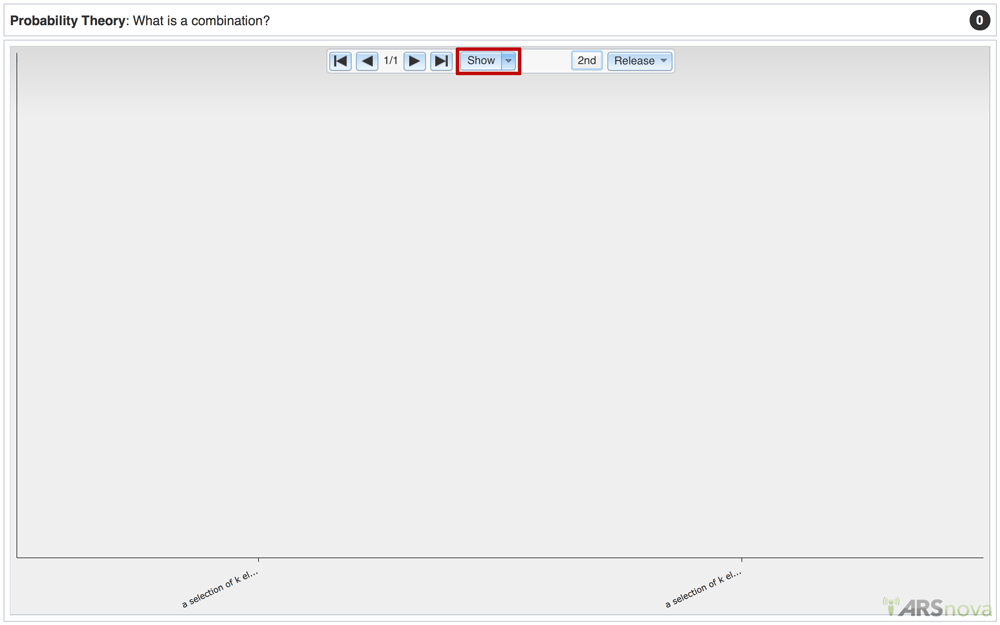 Probability Theory: What is a combination?
0
1/1 Show 2nd Release
a selection of k el...
a selection of k el...
ARSnova